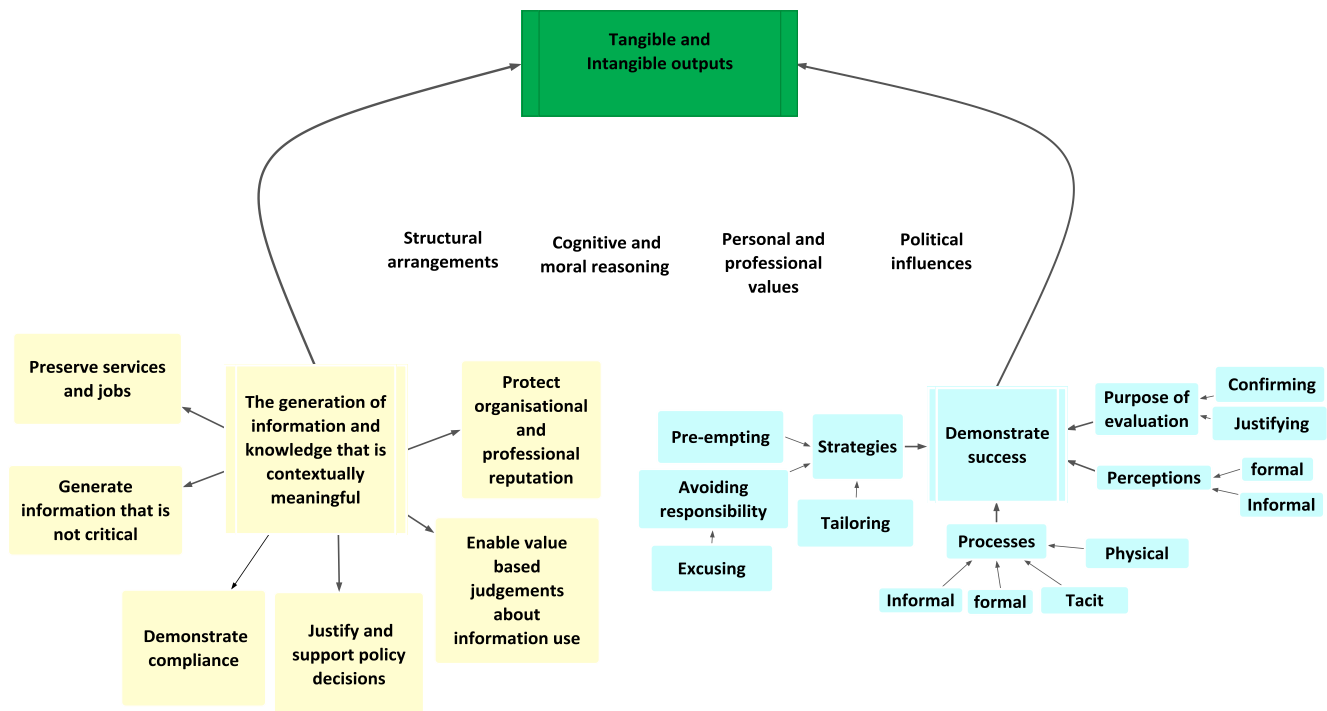 Tangible and
Intangible outputs
Structural
arrangements
Cognitive and
moral reasoning
Personal and
professional
values
Political
influences
Preserve services
and jobs
The generation of
information and
knowledge that is
contextually
meaningful
Protect
organisational
and
professional
reputation
Generate
information that is
not critical
Enable value
based
judgements
about
information use
Demonstrate
compliance
Justify and
support policy
decisions
Pre-empting
Strategies
Avoiding
responsibility
Tailoring
Excusing
Demonstrate
success
Purpose of
evaluation
Confirming
Justifying
Perceptions
formal
Informal
Processes
Physical
Informal
formal
Tacit